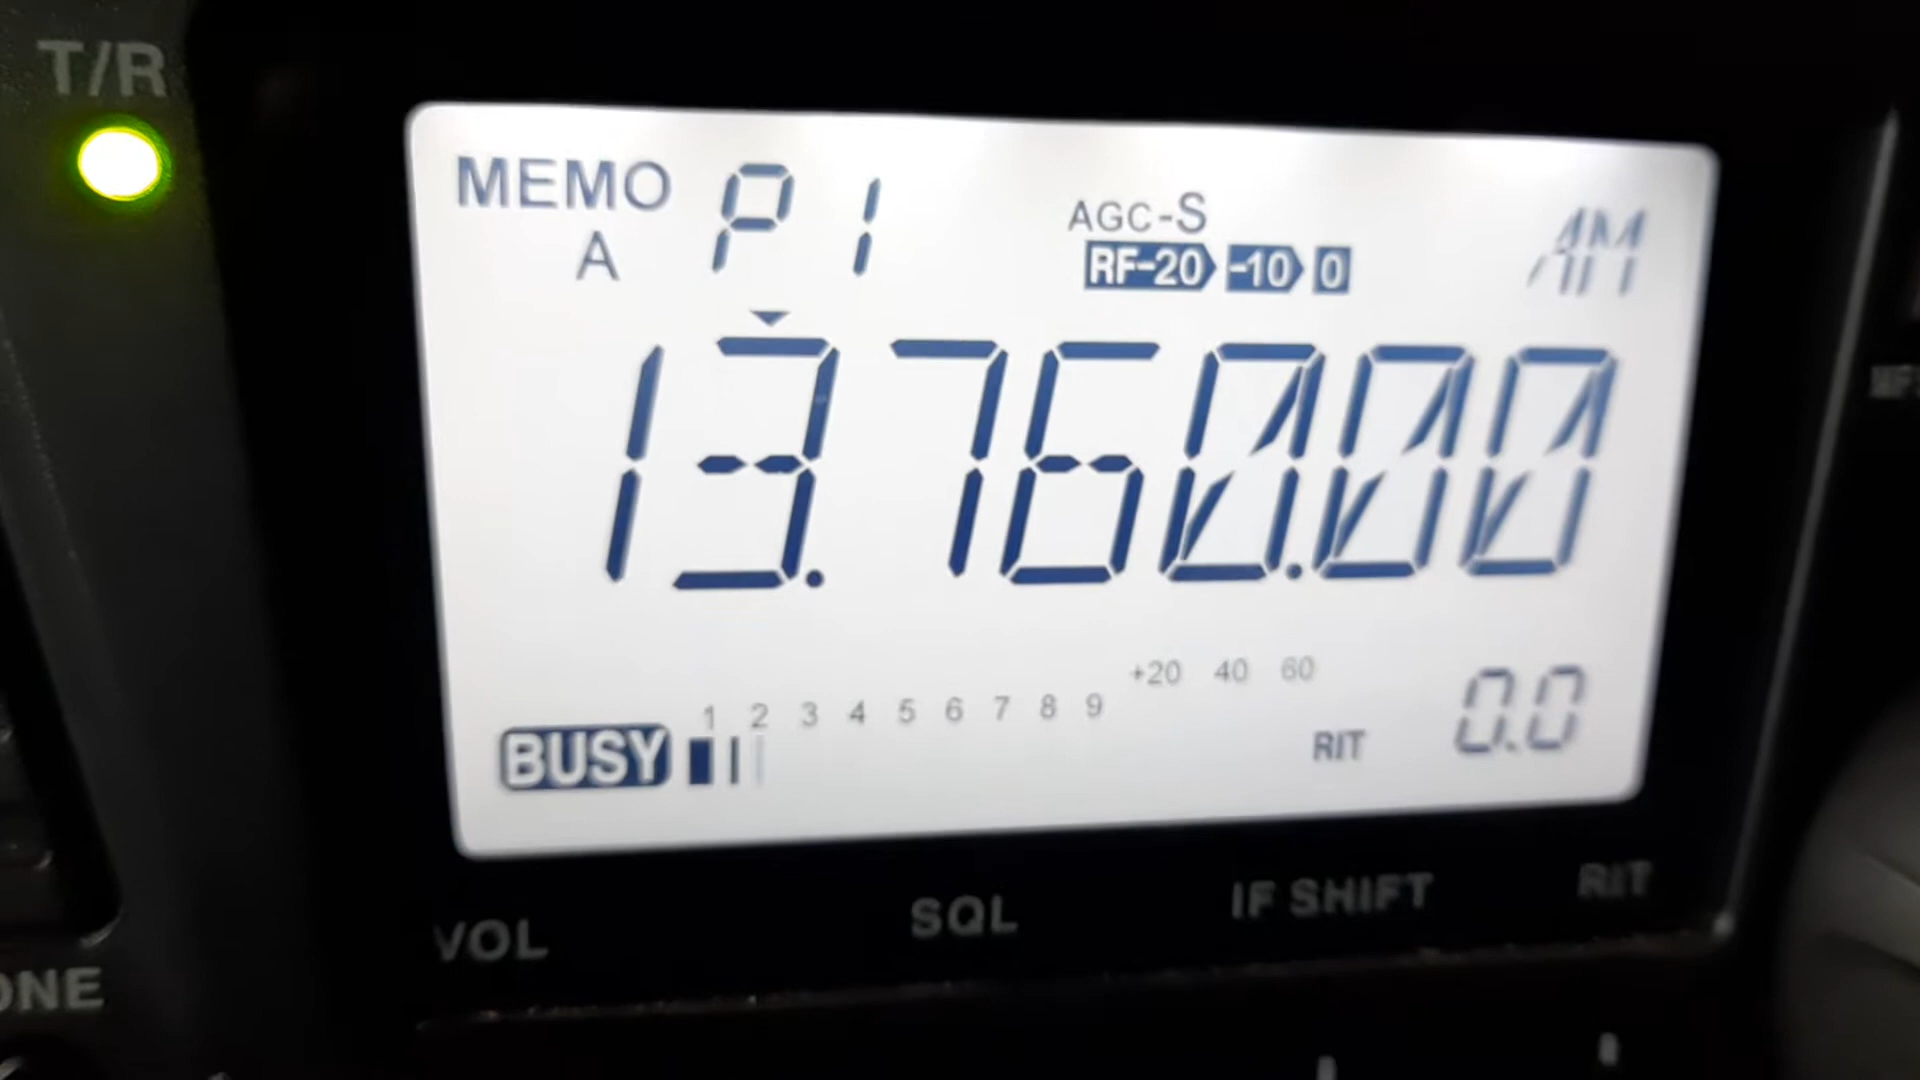 T/R
MEMO P1
A
AGC-S
RF-20 -10 0
AM
13.760.00
+20 40 60
1 2 3 4 5 6 7 8 9
BUSY
RIT 0.0
VOL SQL IF SHIFT RIT